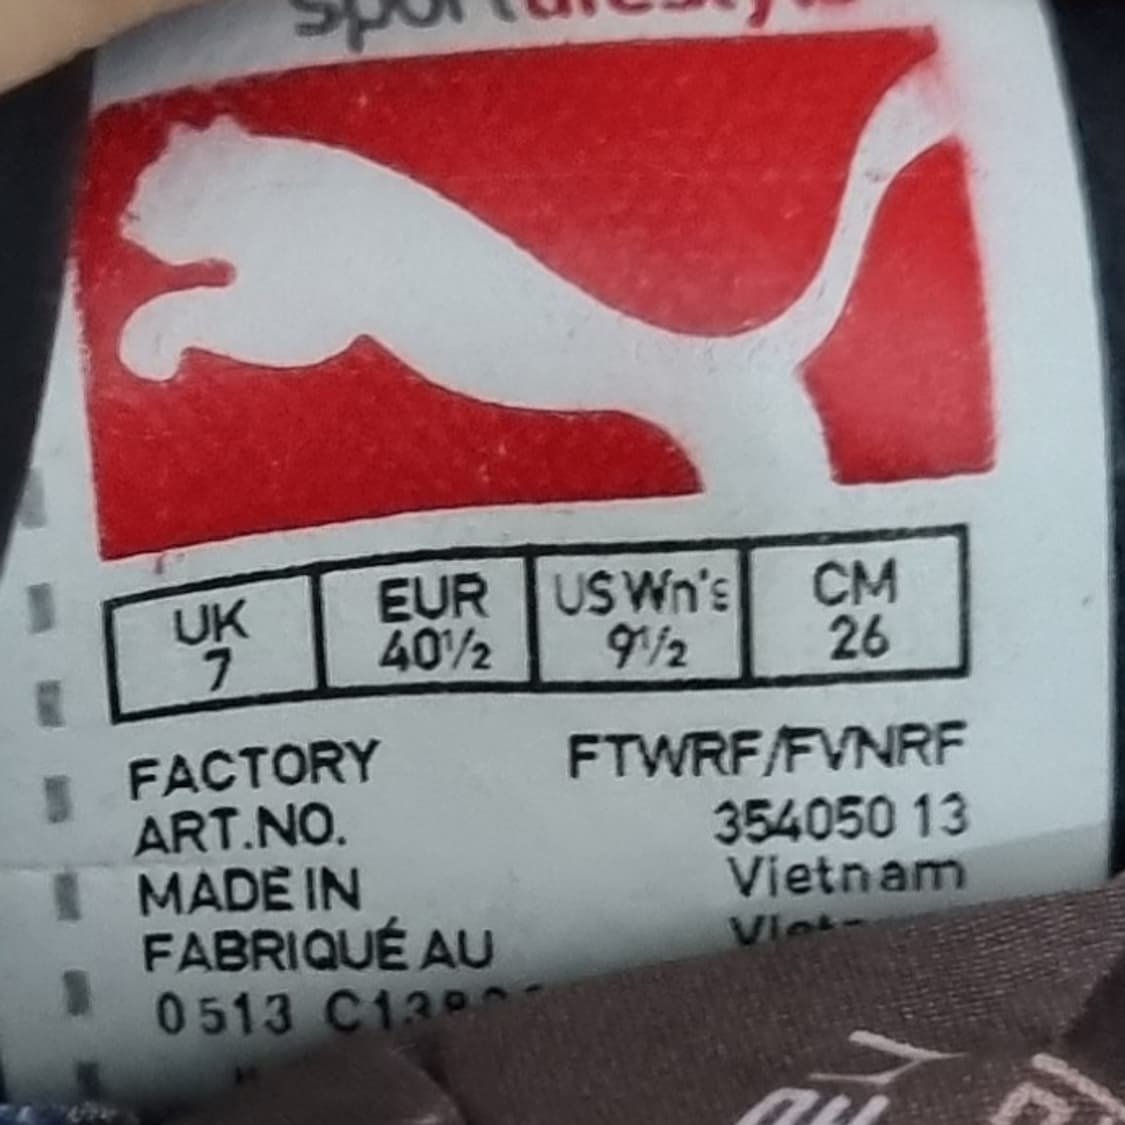 sportlifestyle
UK EUR US Wn's CM
7 40½ 9½ 26
FACTORY FTWRF/FVNRF
ART.NO. 354050 13
MADE IN Vietnam
FABRIQUÉ AU
0513